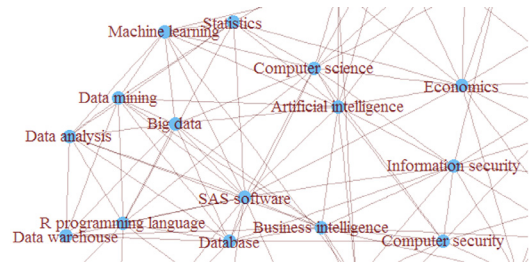 Statistics
Machine learning
Computer science
Economics
Data mining
Artificial intelligence
Big data
Data analysis
Information security
SAS software
R programming language
Business intelligence
Data warehouse
Database
Computer security